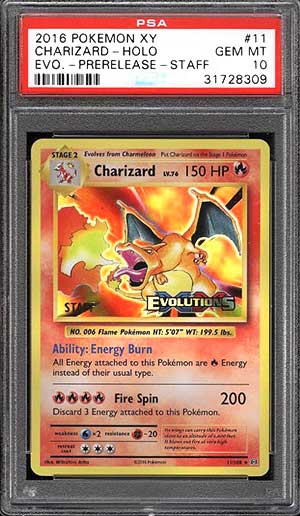 PSA
2016 POKEMON XY #11
CHARIZARD - HOLO GEM MT
EVO. - PRERELEASE - STAFF 10
31728309
STAGE 2 Evolves from Charmeleon Put Charizard on the Stage 1 Pokémon
Charizard LV.76 150 HP
STAFF EVOLUTIONS
NO. 006 Flame Pokémon HT: 5'07" WT: 199.5 lbs.
Ability: Energy Burn
All Energy attached to this Pokémon are Energy
instead of their usual type.
Fire Spin 200
Discard 3 Energy attached to this Pokémon.
weakness ×2 resistance -20
retreat cost
©2016 Pokémon
11/108